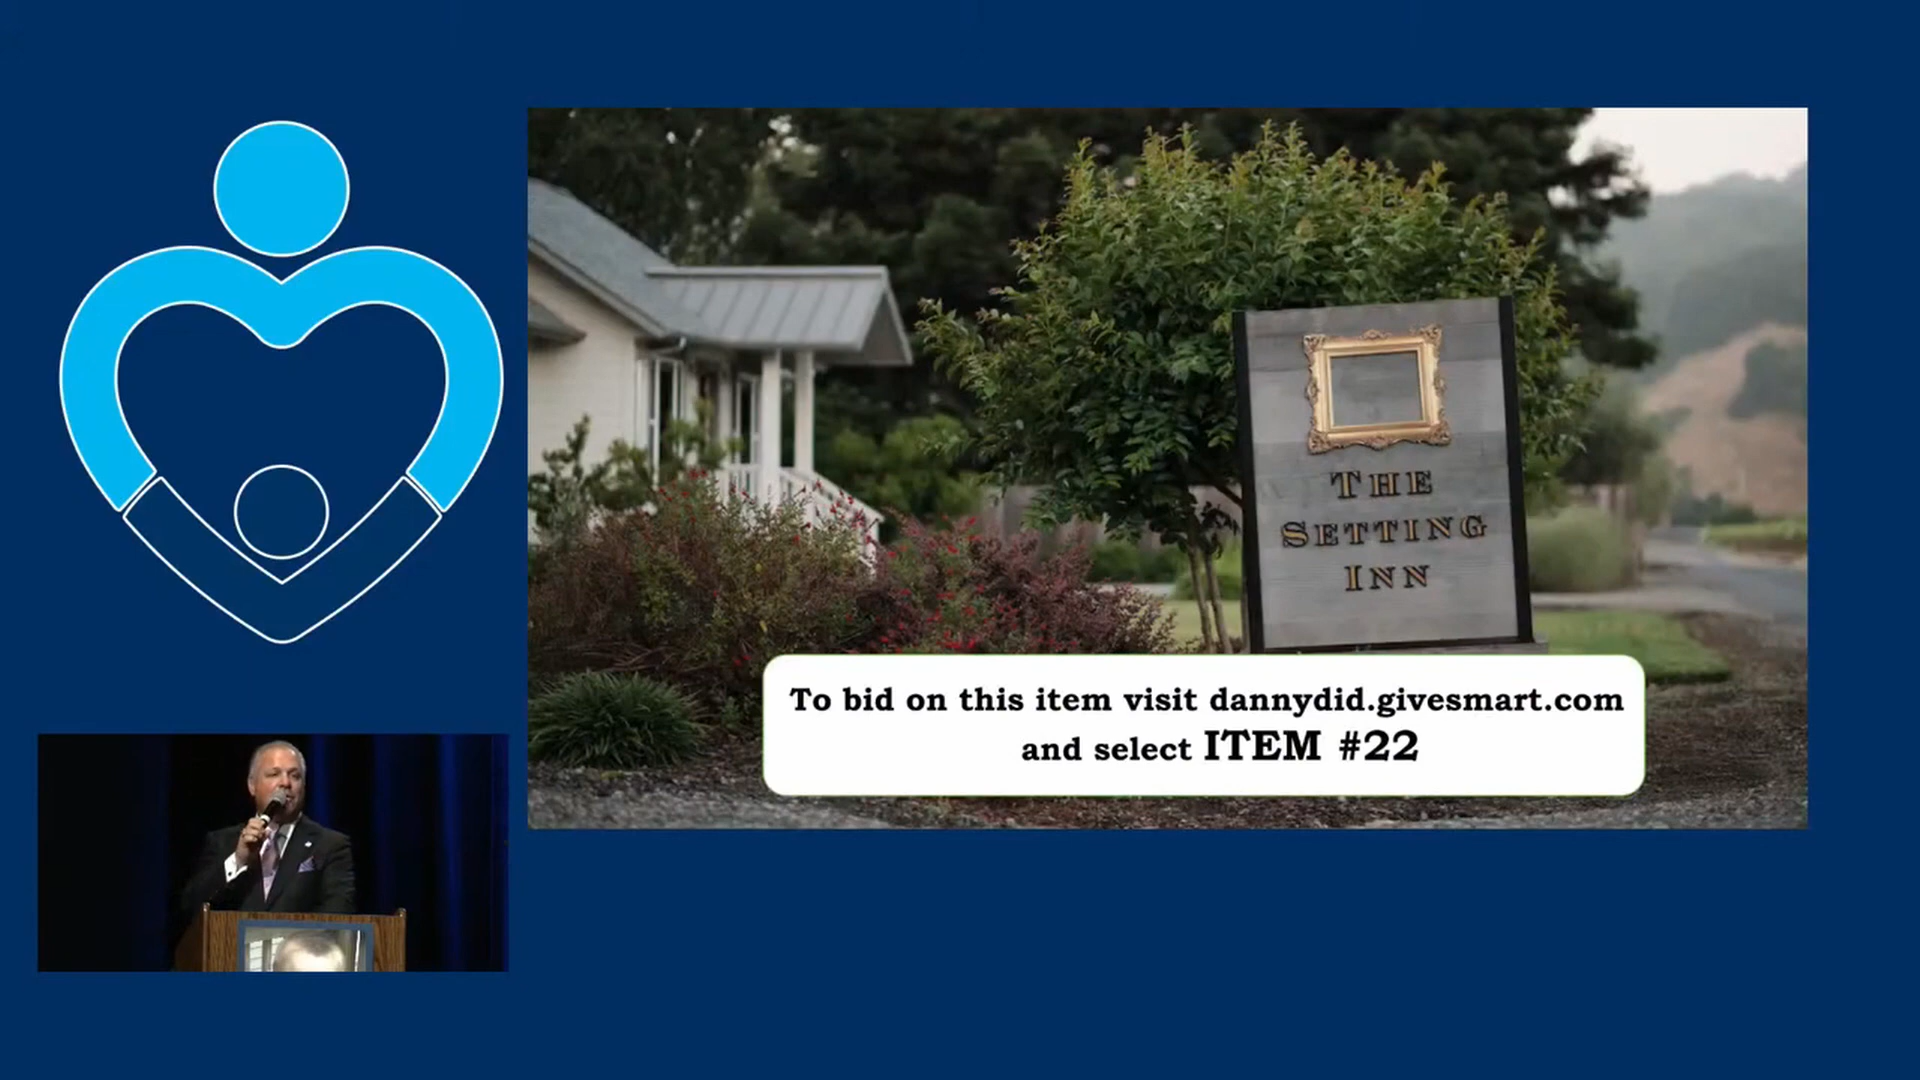 THE
SETTING
INN
To bid on this item visit dannydid.givesmart.com
and select ITEM #22